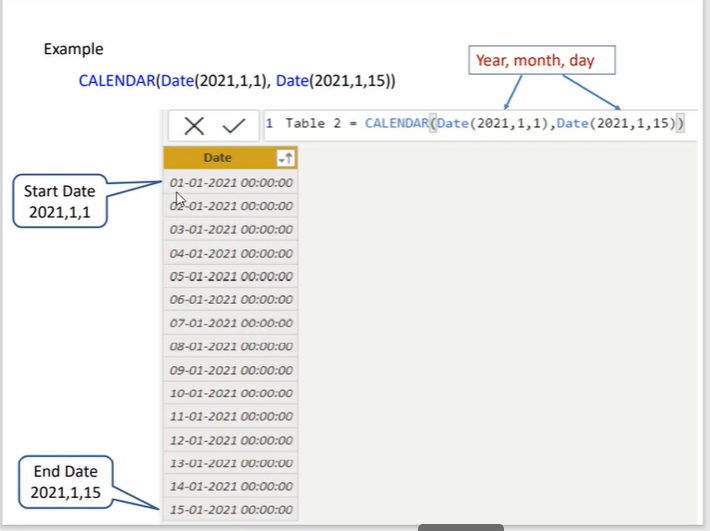 Example
CALENDAR(Date(2021,1,1), Date(2021,1,15))
Year, month, day
1 Table 2 = CALENDAR(Date(2021,1,1),Date(2021,1,15))
Date
Start Date
2021,1,1
01-01-2021 00:00:00
02-01-2021 00:00:00
03-01-2021 00:00:00
04-01-2021 00:00:00
05-01-2021 00:00:00
06-01-2021 00:00:00
07-01-2021 00:00:00
08-01-2021 00:00:00
09-01-2021 00:00:00
10-01-2021 00:00:00
11-01-2021 00:00:00
12-01-2021 00:00:00
13-01-2021 00:00:00
14-01-2021 00:00:00
15-01-2021 00:00:00
End Date
2021,1,15